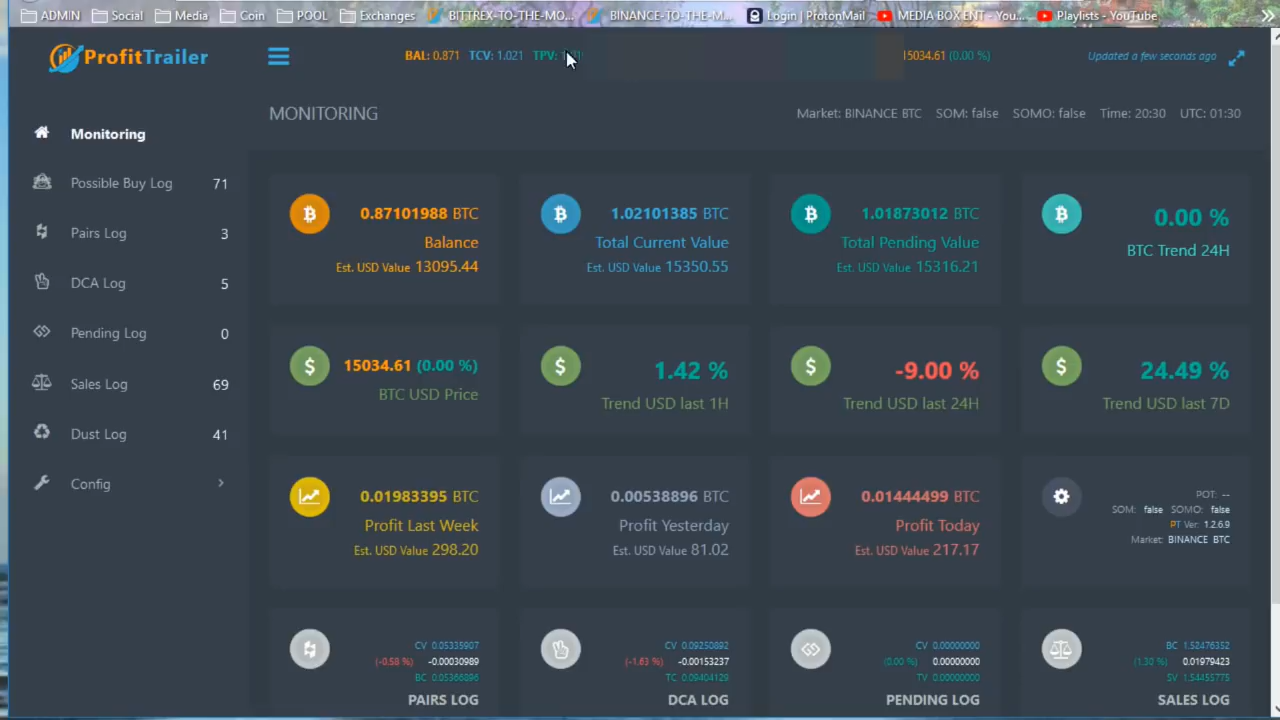 ADMIN Social Media Coin POOL Exchanges BITTREX-TO-THE-MO... BINANCE-TO-THE-M... Login | ProtonMail MEDIA BOX ENT - You... Playlists - YouTube
ProfitTrailer BAL: 0.871 TCV: 1.021 TPV: 15034.61 (0.00 %) Updated a few seconds ago
MONITORING Market: BINANCE BTC SOM: false SOMO: false Time: 20:30 UTC: 01:30
Monitoring
Possible Buy Log 71
Pairs Log 3
DCA Log 5
Pending Log 0
Sales Log 69
Dust Log 41
Config
0.87101988 BTC
Balance
Est. USD Value 13095.44
1.02101385 BTC
Total Current Value
Est. USD Value 15350.55
1.01873012 BTC
Total Pending Value
Est. USD Value 15316.21
0.00 %
BTC Trend 24H
15034.61 (0.00 %)
BTC USD Price
1.42 %
Trend USD last 1H
-9.00 %
Trend USD last 24H
24.49 %
Trend USD last 7D
0.01983395 BTC
Profit Last Week
Est. USD Value 298.20
0.00538896 BTC
Profit Yesterday
Est. USD Value 81.02
0.01444499 BTC
Profit Today
Est. USD Value 217.17
POT: --
SOM: false SOMO: false
PT Ver: 1.2.6.9
Market: BINANCE BTC
CV 0.05335907
(-0.58 %) -0.00030989
BC 0.05366896
PAIRS LOG
CV 0.09250892
(-1.63 %) -0.00153237
TC 0.09404129
DCA LOG
CV 0.00000000
(0.00 %) 0.00000000
TV 0.00000000
PENDING LOG
BC 1.52476352
(1.30 %) 0.01979423
SV 1.54455775
SALES LOG